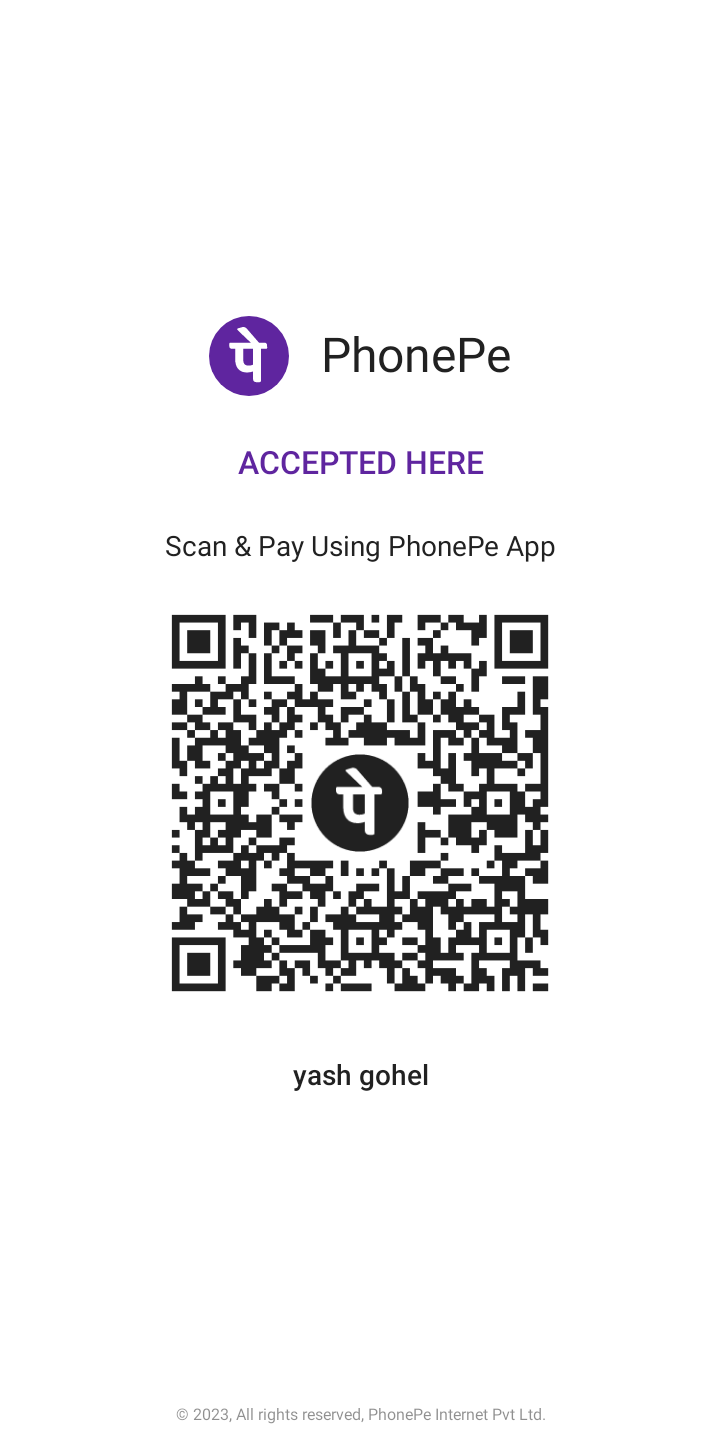 पे PhonePe
ACCEPTED HERE
Scan & Pay Using PhonePe App
पे
yash gohel
© 2023, All rights reserved, PhonePe Internet Pvt Ltd.